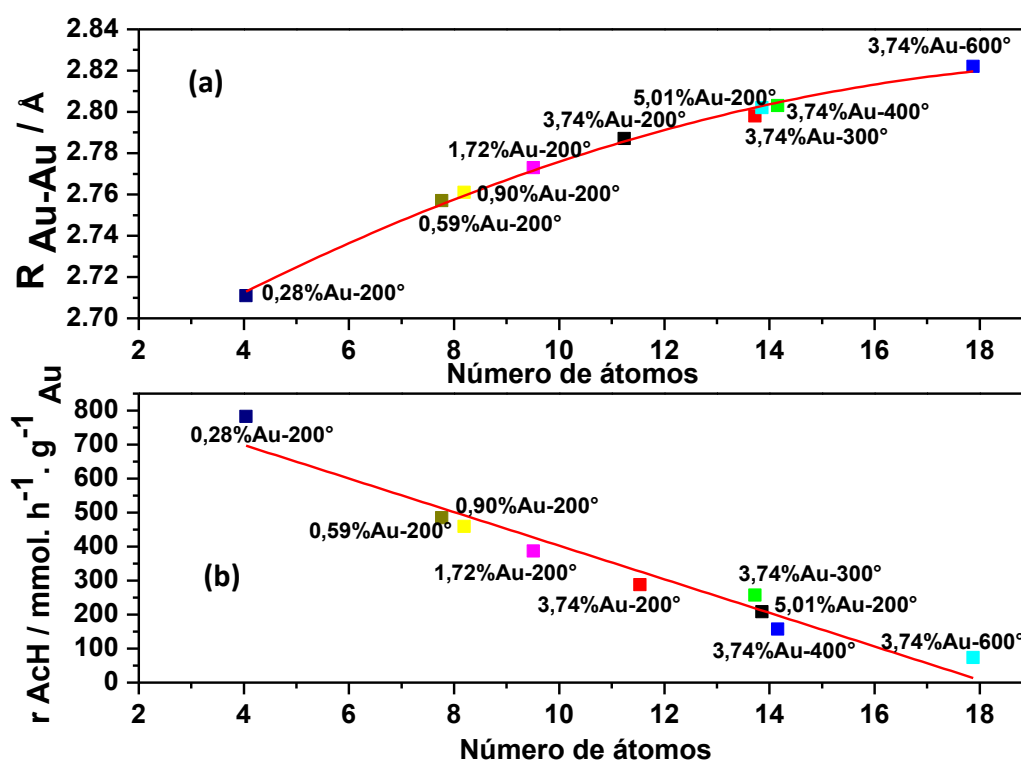 2.84
2.82
2.80
2.78
2.76
2.74
2.72
2.70
R Au-Au / Å
(a)
3,74%Au-600°
5,01%Au-200°
3,74%Au-400°
3,74%Au-200°
3,74%Au-300°
1,72%Au-200°
0,90%Au-200°
0,59%Au-200°
0,28%Au-200°
2 4 6 8 10 12 14 16 18
Número de átomos
800
700
600
500
400
300
200
100
0
r AcH / mmol. h-1 . g-1 Au
0,28%Au-200°
0,90%Au-200°
0,59%Au-200°
(b)
1,72%Au-200°
3,74%Au-300°
3,74%Au-200°
5,01%Au-200°
3,74%Au-400°
3,74%Au-600°
2 4 6 8 10 12 14 16 18
Número de átomos